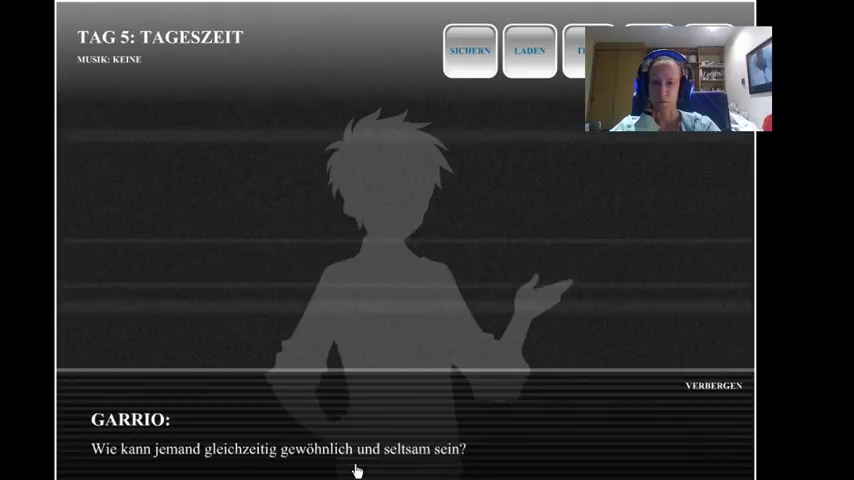 TAG 5: TAGESZEIT
MUSIK: KEINE
SICHERN
LADEN
VERBERGEN
GARRIO:
Wie kann jemand gleichzeitig gewöhnlich und seltsam sein?